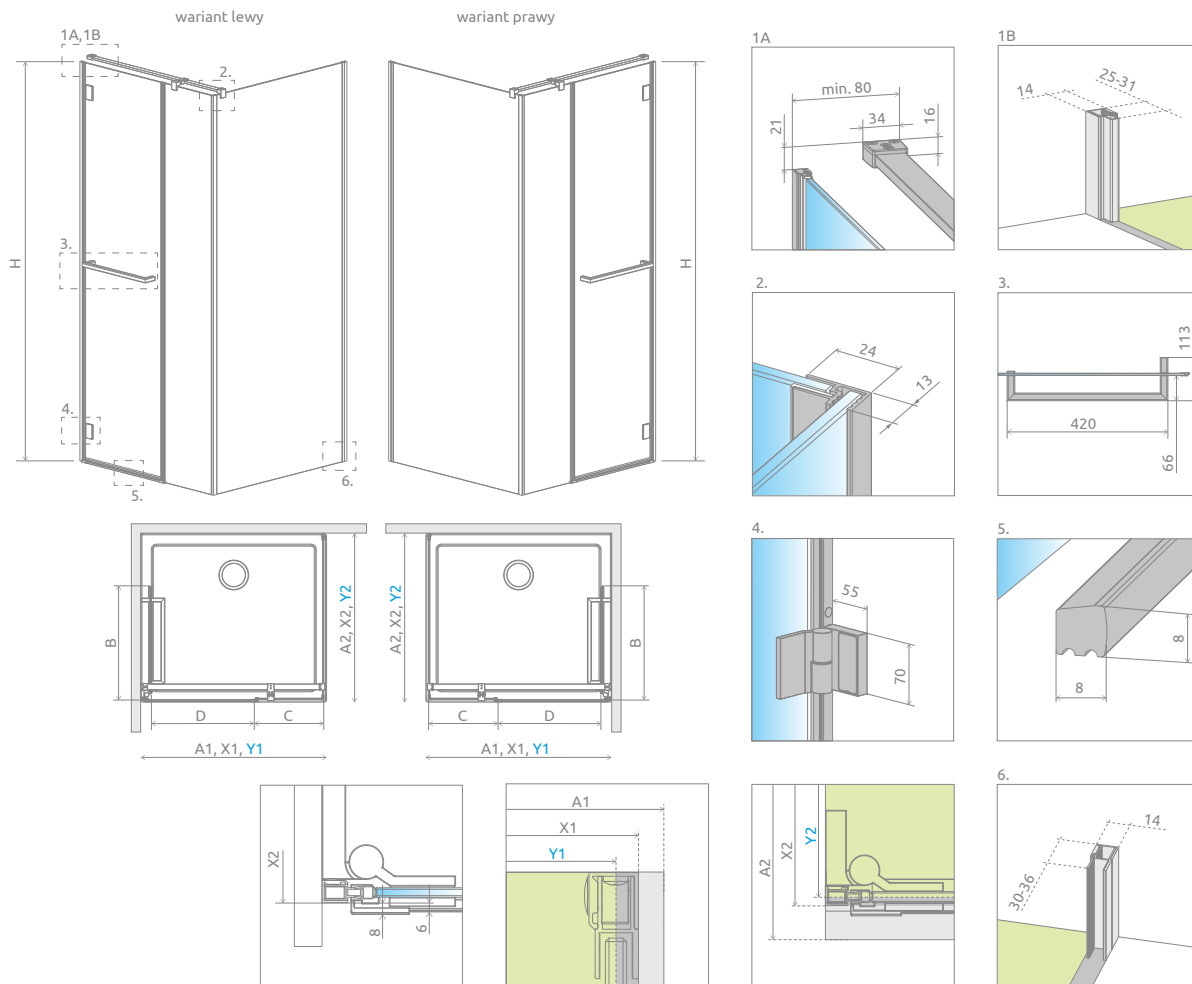 wariant lewy
wariant prawy
1A,1B
2.
3.
H
4.
5.
6.
H
1A
min. 80
34
16
21
1B
14
25-31
2.
24
13
3.
113
420
66
B
D
C
A1, X1, Y1
A2, X2, Y2
A2, X2, Y2
B
C
D
A1, X1, Y1
4.
55
70
5.
8
8
X2
8
6
A1
X1
Y1
A2
X2
Y2
6.
14
30-36